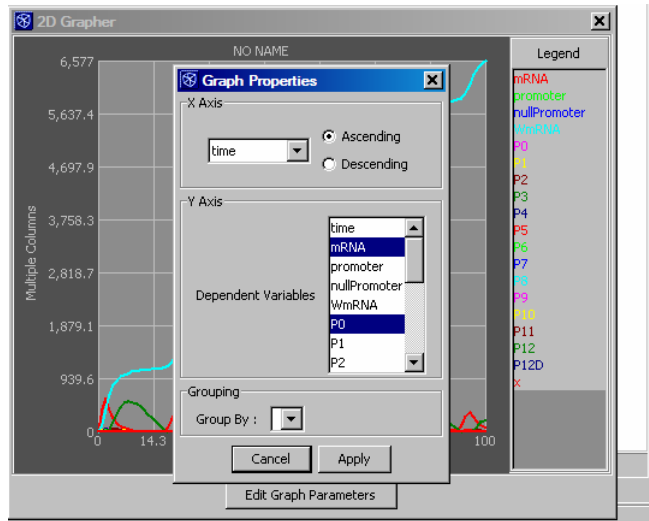 2D Grapher
NO NAME
6,577
5,637.4
4,697.9
3,758.3
2,818.7
1,879.1
939.6
0
Multiple Columns
0
14.3
100
Graph Properties
X Axis
time
Ascending
Descending
Y Axis
Dependent Variables
time
mRNA
promoter
nullPromoter
WmRNA
P0
P1
P2
Grouping
Group By :
Cancel
Apply
Edit Graph Parameters
Legend
mRNA
promoter
nullPromoter
WmRNA
P0
P1
P2
P3
P4
P5
P6
P7
P8
P9
P10
P11
P12
P12D
X